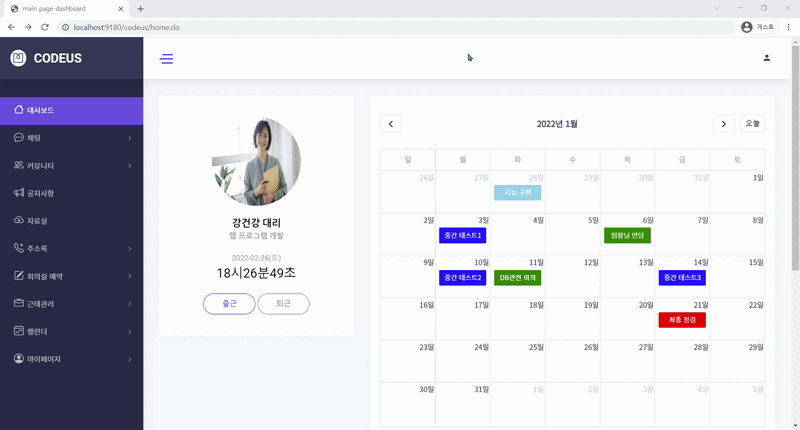 main page-dashboard
localhost:9180/codeus/home.do
게스트
CODEUS
대시보드
채팅
커뮤니티
공지사항
자료실
주소록
회의실 예약
근태관리
캘린더
마이페이지
강건강 대리
웹 프로그램 개발
2022-02-26(토)
18시26분49초
출근 퇴근
2022년 1월
오늘
일 월 화 수 목 금 토
26일 27일 28일 29일 30일 31일 1일
기능 구현
2일 3일 4일 5일 6일 7일 8일
중간 테스트1 팀장님 면담
9일 10일 11일 12일 13일 14일 15일
중간 테스트2 DB관련 회의 중간 테스트3
16일 17일 18일 19일 20일 21일 22일
최종 점검
23일 24일 25일 26일 27일 28일 29일
30일 31일 1일 2일 3일 4일 5일